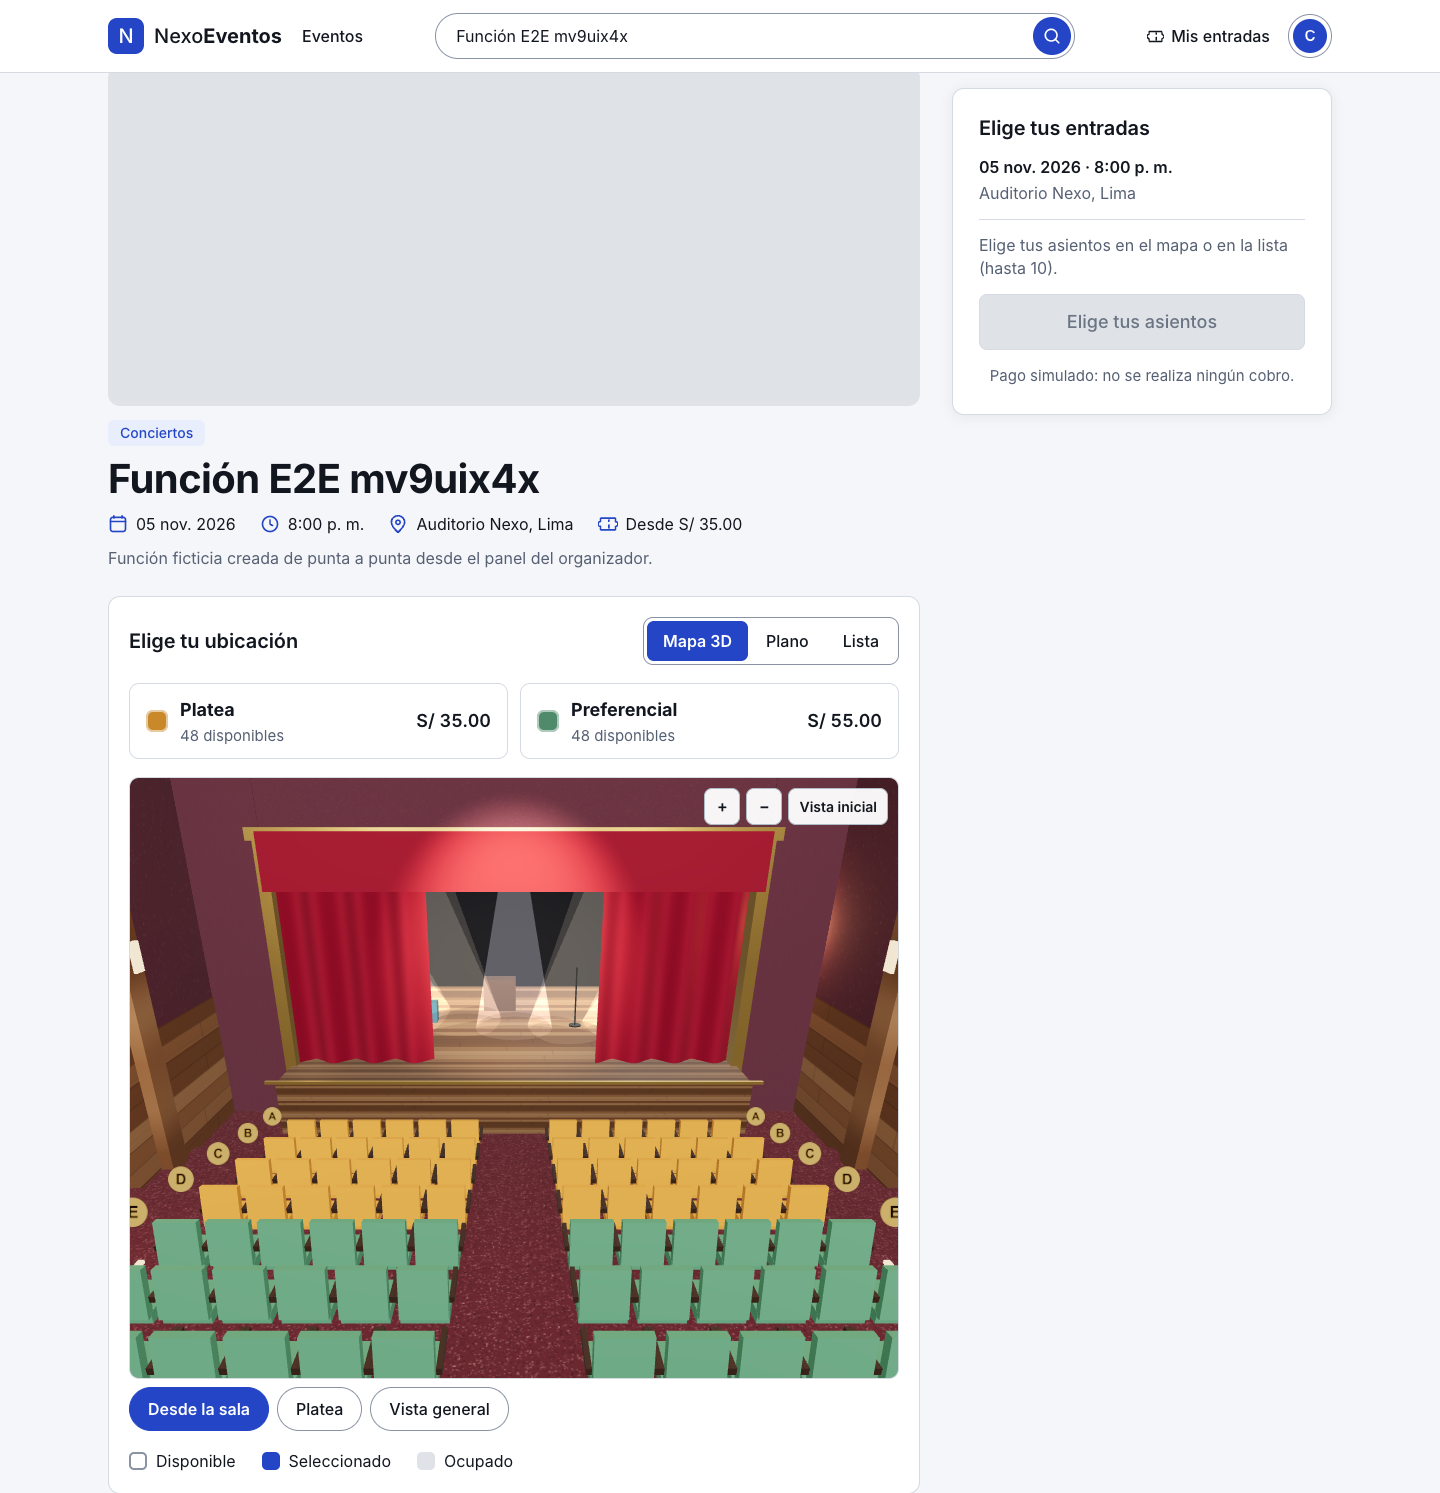 N NexoEventos Eventos Función E2E mv9uix4x Mis entradas C
Elige tus entradas
05 nov. 2026 · 8:00 p. m.
Auditorio Nexo, Lima
Elige tus asientos en el mapa o en la lista
(hasta 10).
Elige tus asientos
Pago simulado: no se realiza ningún cobro.
Conciertos
Función E2E mv9uix4x
05 nov. 2026 8:00 p. m. Auditorio Nexo, Lima Desde S/ 35.00
Función ficticia creada de punta a punta desde el panel del organizador.
Elige tu ubicación Mapa 3D Plano Lista
Platea
48 disponibles
S/ 35.00
Preferencial
48 disponibles
S/ 55.00
+ − Vista inicial
A A
B B
C C
D D
E E
Desde la sala Platea Vista general
Disponible Seleccionado Ocupado